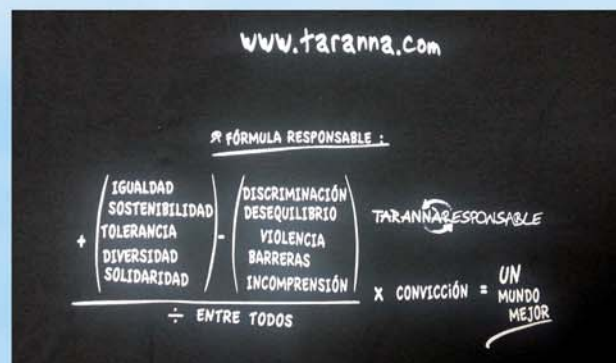 www.taranna.com
FÓRMULA RESPONSABLE :
+ ( IGUALDAD
SOSTENIBILIDAD
TOLERANCIA
DIVERSIDAD
SOLIDARIDAD )
- ( DISCRIMINACIÓN
DESEQUILIBRIO
VIOLENCIA
BARRERAS
INCOMPRENSIÓN )
÷ ENTRE TODOS
TARANNARESPONSABLE
X CONVICCIÓN =
UN
MUNDO
MEJOR